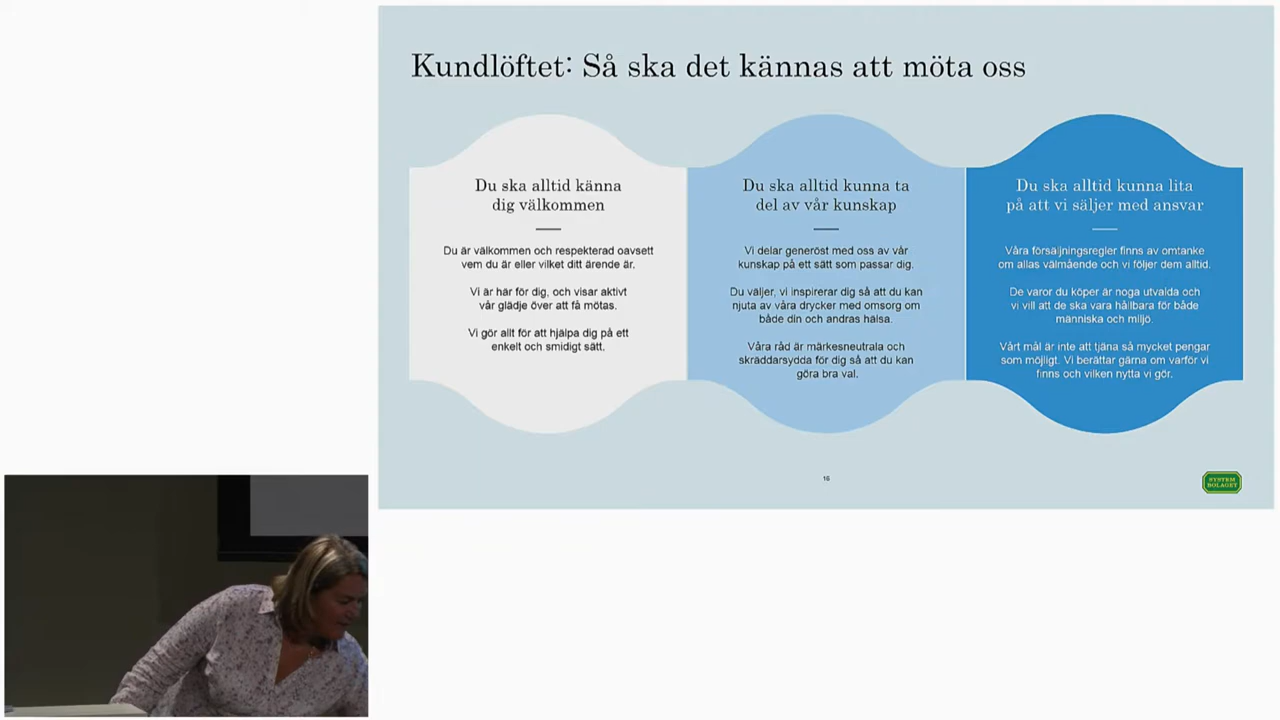 Kundlöftet: Så ska det kännas att möta oss
Du ska alltid känna
dig välkommen
Du är välkommen och respekterad oavsett
vem du är eller vilket ditt ärende är.
Vi är här för dig, och visar aktivt
vår glädje över att få mötas.
Vi gör allt för att hjälpa dig på ett
enkelt och smidigt sätt.
Du ska alltid kunna ta
del av vår kunskap
Vi delar generöst med oss av vår
kunskap på ett sätt som passar dig.
Du väljer, vi inspirerar dig så att du kan
njuta av våra drycker med omsorg om
både din och andras hälsa.
Våra råd är märkesneutrala och
skräddarsydda för dig så att du kan
göra bra val.
Du ska alltid kunna lita
på att vi säljer med ansvar
Våra försäljningsregler finns av omtanke
om allas välmående och vi följer dem alltid.
De varor du köper är noga utvalda och
vi vill att de ska vara hållbara för både
människa och miljö.
Vårt mål är inte att tjäna så mycket pengar
som möjligt. Vi berättar gärna om varför vi
finns och vilken nytta vi gör.
16
SYSTEM
BOLAGET